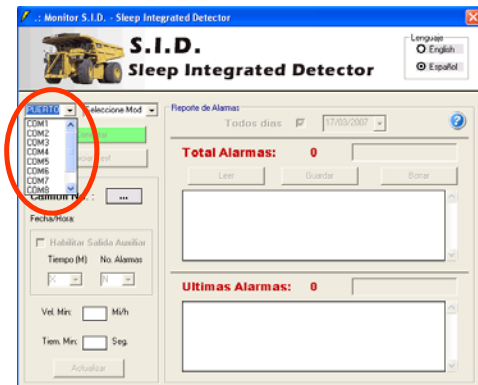 .: Monitor S.I.D. - Sleep Integrated Detector
S.I.D.
Sleep Integrated Detector
Lenguaje
English
Español
PUERTO
Seleccione Mod
COM1
COM2
COM3
COM4
COM5
COM6
COM7
COM8
Camión No. :
...
Fecha/Hora:
Habilitar Salida Auxiliar
Tiempo (M)
No. Alarmas
X
N
Vel. Min:
Mi/h
Tiem. Min:
Seg.
Actualizar
Reporte de Alarmas
Todos dias
17/03/2007
?
Total Alarmas:
0
Leer
Guardar
Borrar
Ultimas Alarmas:
0